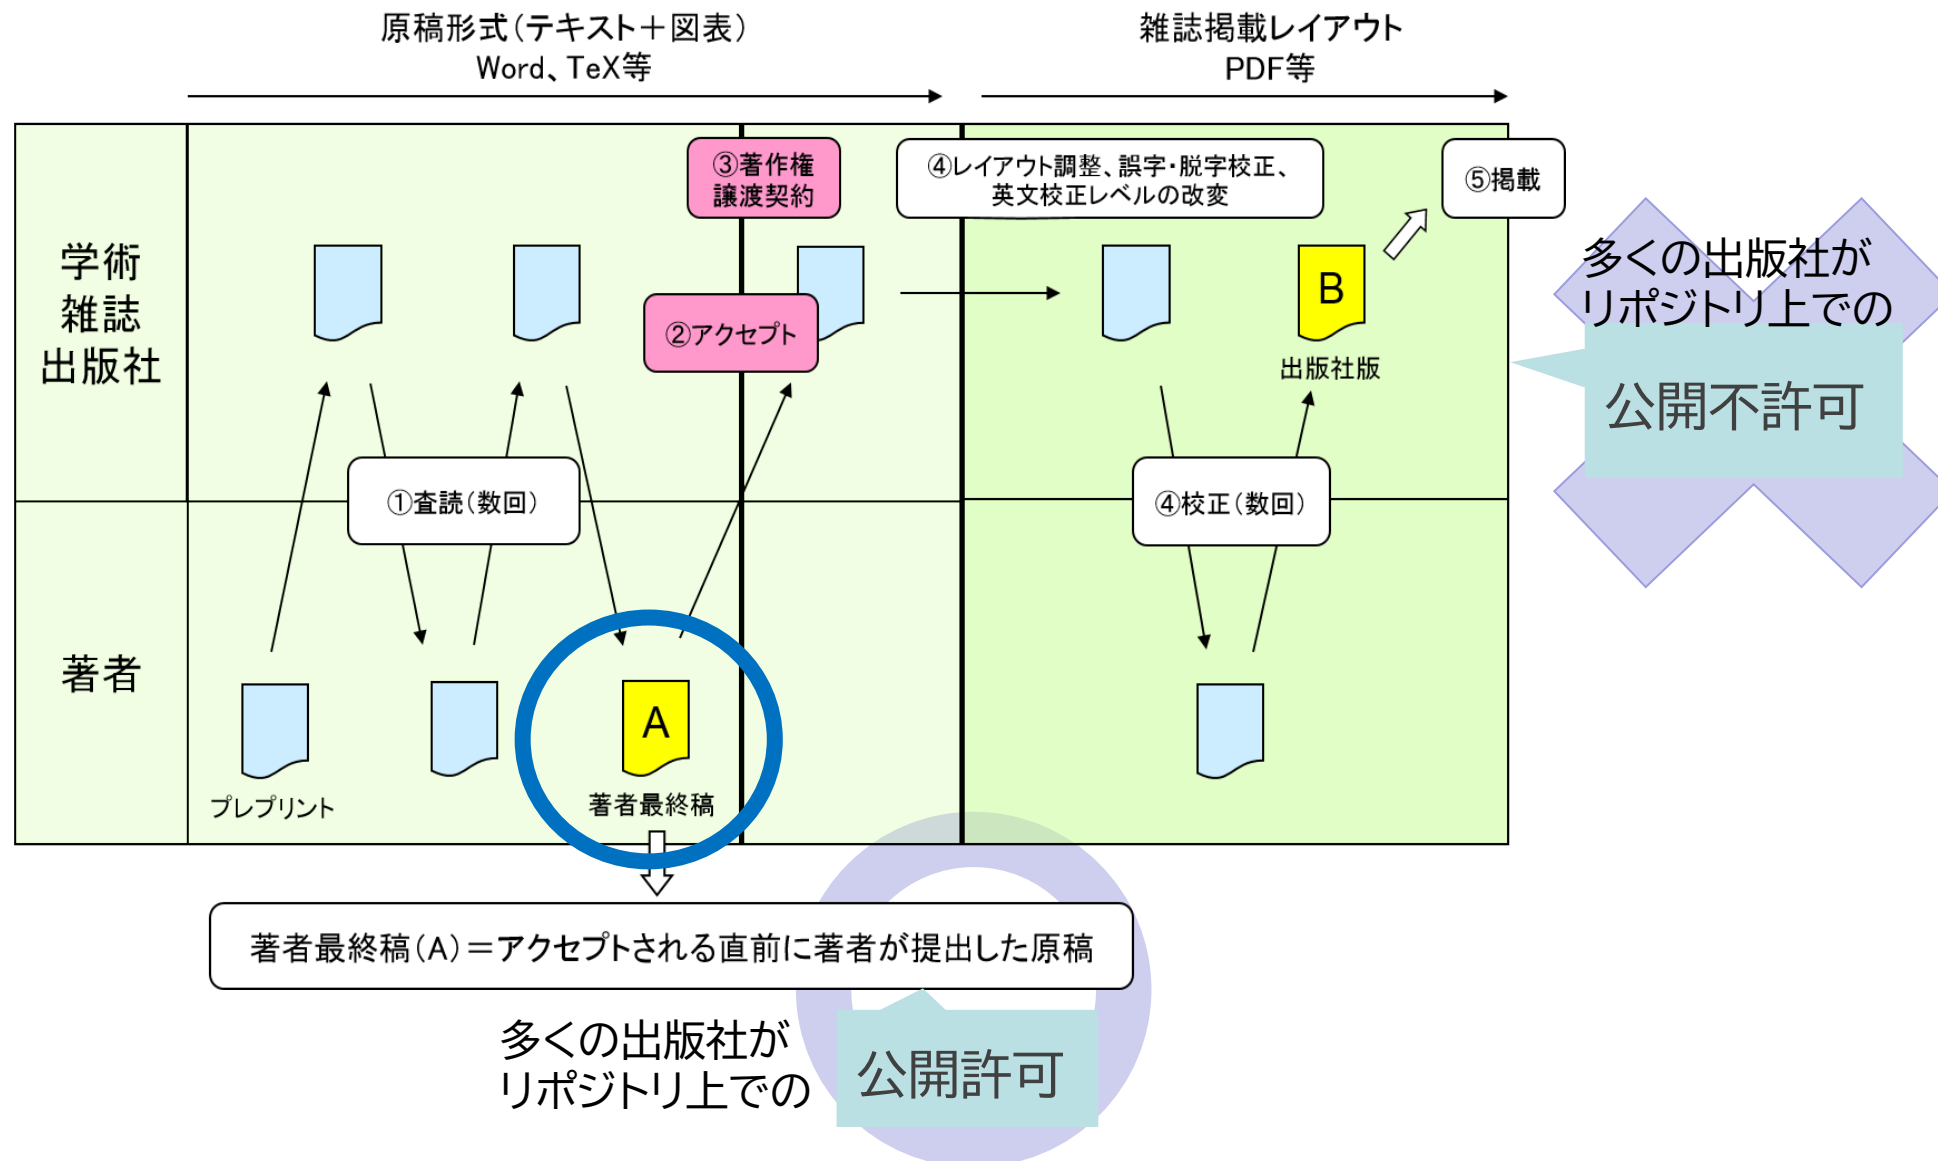 原稿形式(テキスト＋図表)
Word、TeX等
雑誌掲載レイアウト
PDF等
③著作権
譲渡契約
④レイアウト調整、誤字・脱字校正、
英文校正レベルの改変
⑤掲載
学術
雑誌
出版社
②アクセプト
B
出版社版
多くの出版社が
リポジトリ上での
公開不許可
①査読(数回)
④校正(数回)
著者
プレプリント
A
著者最終稿
著者最終稿(A)＝アクセプトされる直前に著者が提出した原稿
多くの出版社が
リポジトリ上での
公開許可